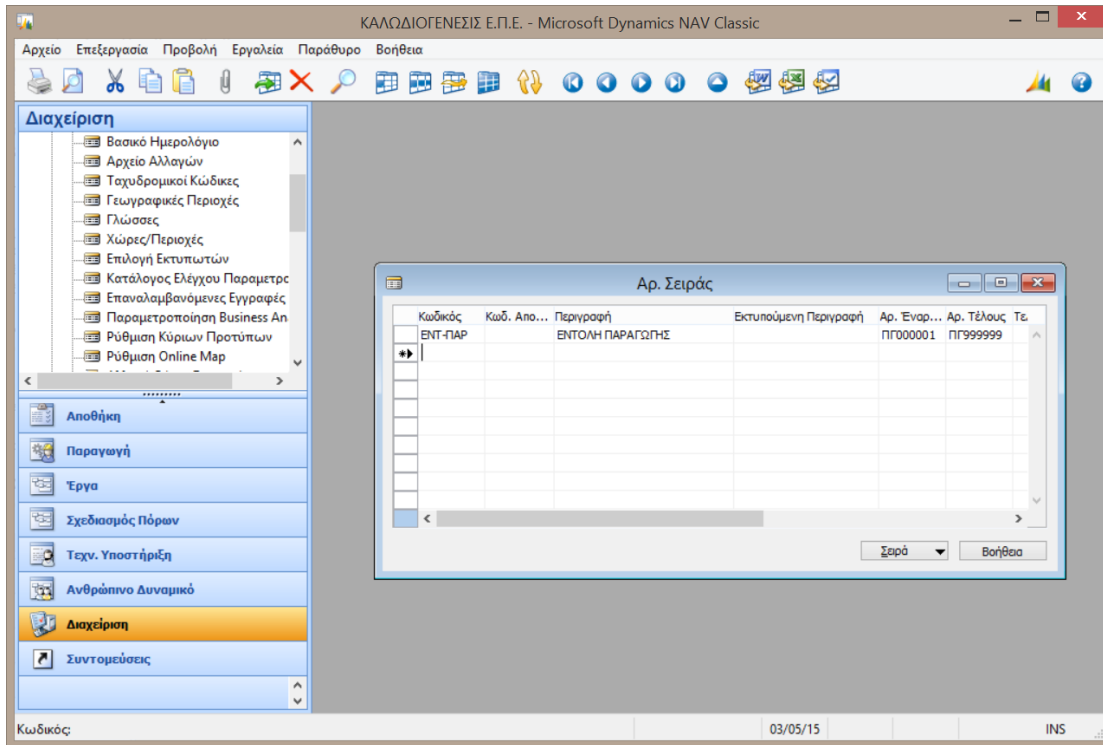 ΚΑΛΩΔΙΟΓΕΝΕΣΙΣ Ε.Π.Ε. - Microsoft Dynamics NAV Classic
Αρχείο Επεξεργασία Προβολή Εργαλεία Παράθυρο Βοήθεια
Διαχείριση
Βασικό Ημερολόγιο
Αρχείο Αλλαγών
Ταχυδρομικοί Κώδικες
Γεωγραφικές Περιοχές
Γλώσσες
Χώρες/Περιοχές
Επιλογή Εκτυπωτών
Κατάλογος Ελέγχου Παραμετρο
Επαναλαμβανόμενες Εγγραφές
Παραμετροποίηση Business An
Ρύθμιση Κύριων Προτύπων
Ρύθμιση Online Map
Αποθήκη
Παραγωγή
Έργα
Σχεδιασμός Πόρων
Τεχν. Υποστήριξη
Ανθρώπινο Δυναμικό
Διαχείριση
Συντομεύσεις
Αρ. Σειράς
Κωδικός Κωδ. Απο... Περιγραφή Εκτυπούμενη Περιγραφή Αρ. Έναρ... Αρ. Τέλους Τε
ΕΝΤ-ΠΑΡ ΕΝΤΟΛΗ ΠΑΡΑΓΩΓΗΣ ΠΓ000001 ΠΓ999999
Σειρά Βοήθεια
Κωδικός: 03/05/15 INS